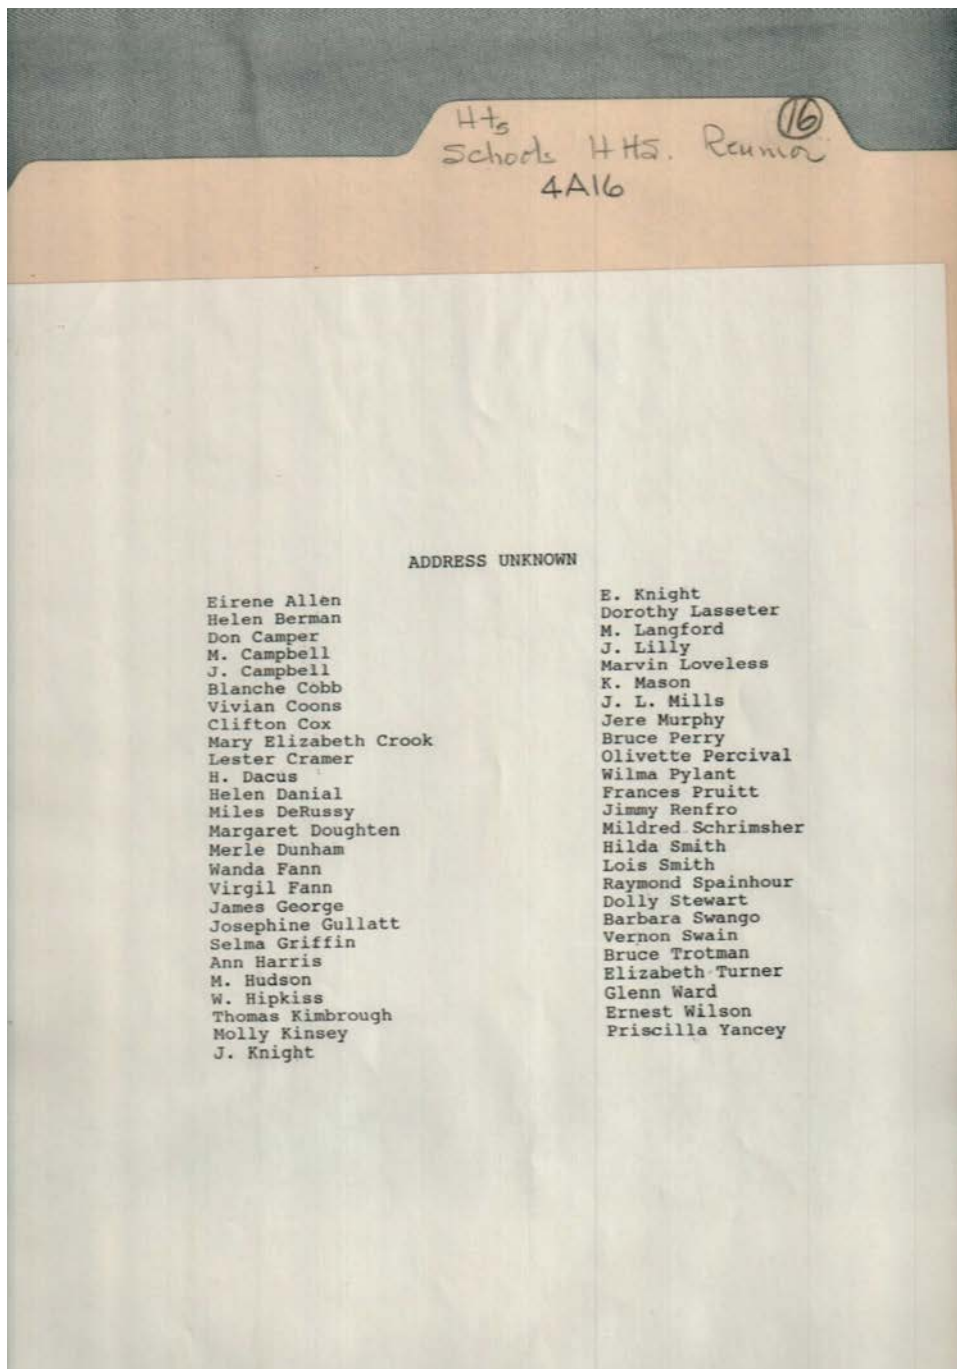 Hts
Schools HHS. Reunion
16
4A16
ADDRESS UNKNOWN
Eirene Allen
Helen Berman
Don Camper
M. Campbell
J. Campbell
Blanche Cobb
Vivian Coons
Clifton Cox
Mary Elizabeth Crook
Lester Cramer
H. Dacus
Helen Danial
Miles DeRussy
Margaret Doughten
Merle Dunham
Wanda Fann
Virgil Fann
James George
Josephine Gullatt
Selma Griffin
Ann Harris
M. Hudson
W. Hipkiss
Thomas Kimbrough
Molly Kinsey
J. Knight
E. Knight
Dorothy Lasseter
M. Langford
J. Lilly
Marvin Loveless
K. Mason
J. L. Mills
Jere Murphy
Bruce Perry
Olivette Percival
Wilma Pylant
Frances Pruitt
Jimmy Renfro
Mildred Schrimsher
Hilda Smith
Lois Smith
Raymond Spainhour
Dolly Stewart
Barbara Swango
Vernon Swain
Bruce Trotman
Elizabeth Turner
Glenn Ward
Ernest Wilson
Priscilla Yancey